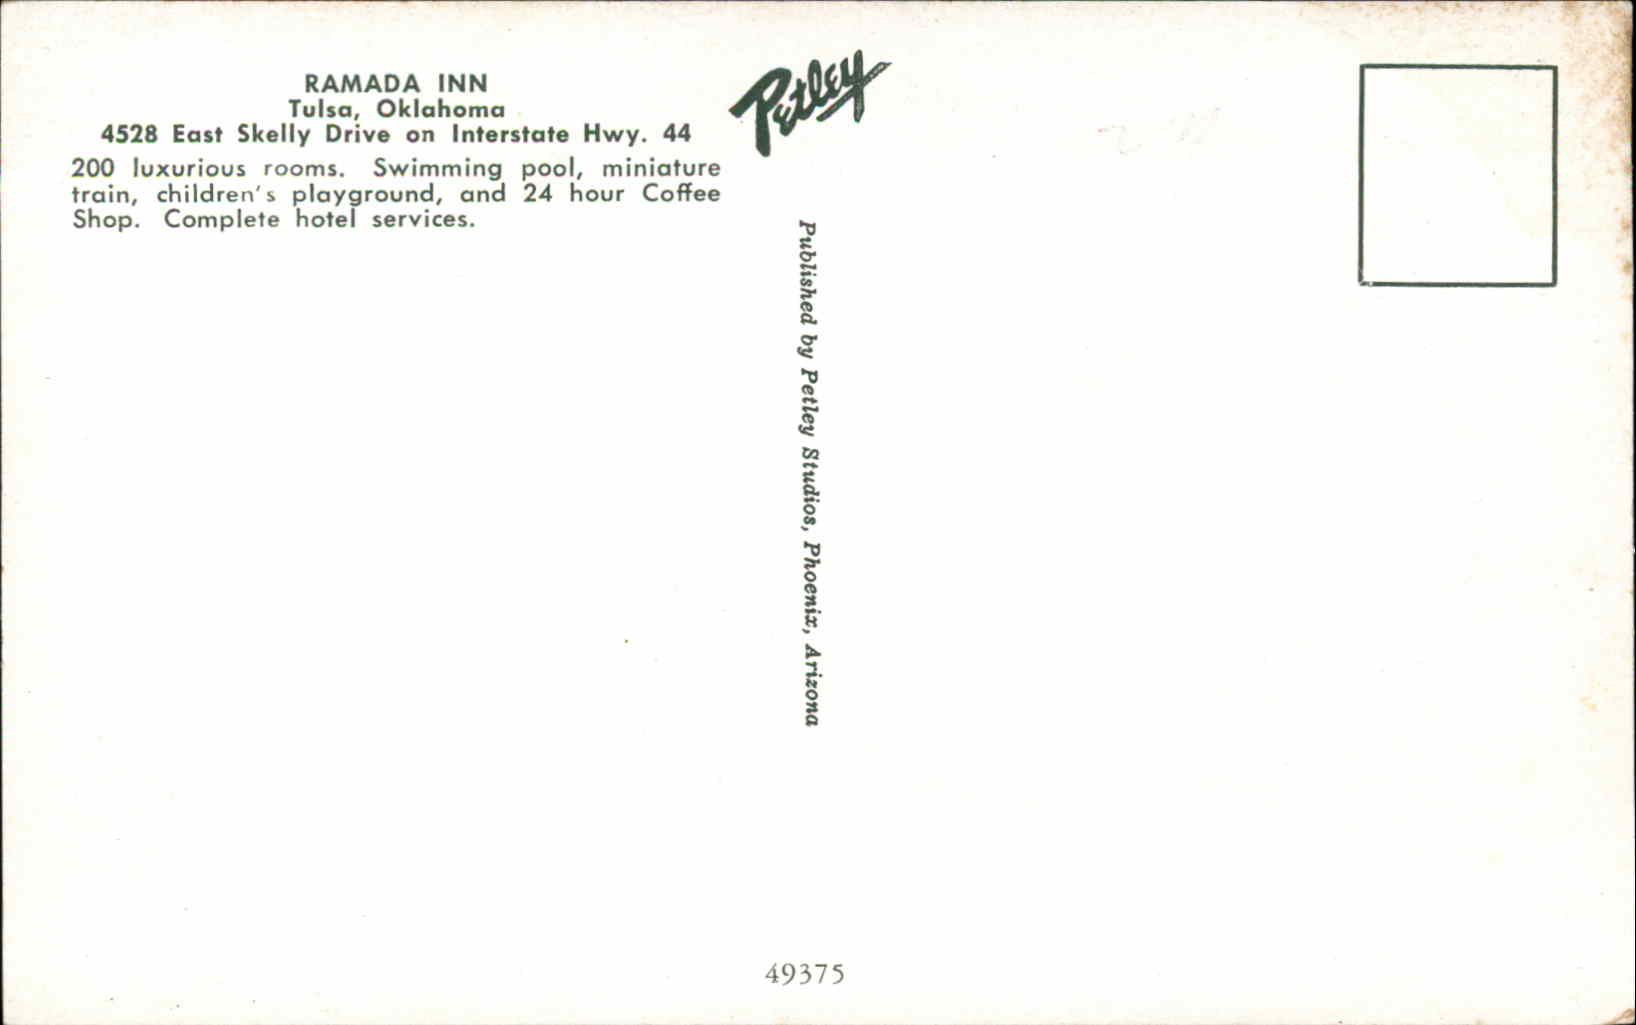 RAMADA INN
Tulsa, Oklahoma
4528 East Skelly Drive on Interstate Hwy. 44
200 luxurious rooms. Swimming pool, miniature
train, children's playground, and 24 hour Coffee
Shop. Complete hotel services.
Petley
Published by Petley Studios, Phoenix, Arizona
49375